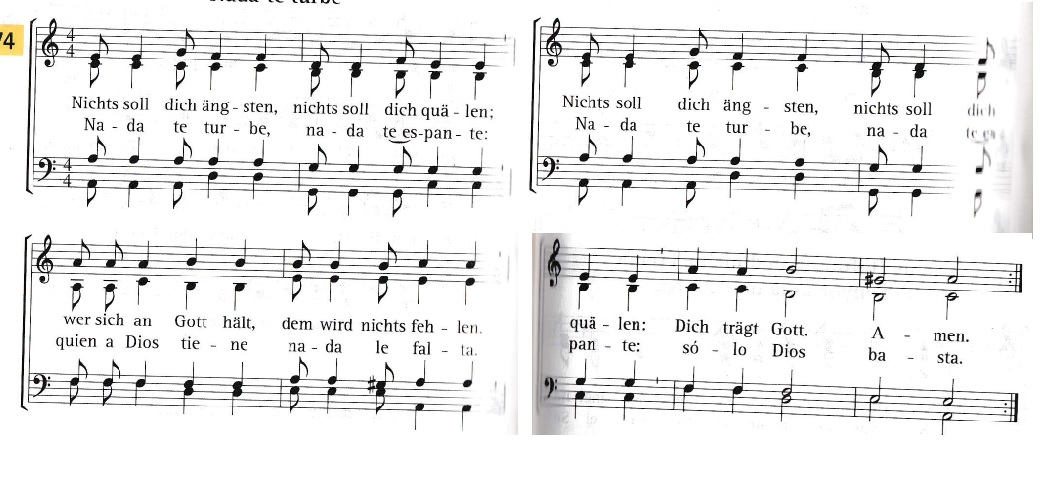 Nada te turbe
74
Nichts soll dich äng - sten, nichts soll dich quä - len;
Na - da te tur - be, na - da te es-pan - te:
Nichts soll dich äng - sten, nichts soll dich
Na - da te tur - be, na - da te es
wer sich an Gott hält, dem wird nichts feh - len.
quien a Dios tie - ne na - da le fal - ta.
quä - len: Dich trägt Gott. A - men.
pan - te: só - lo Dios ba - sta.